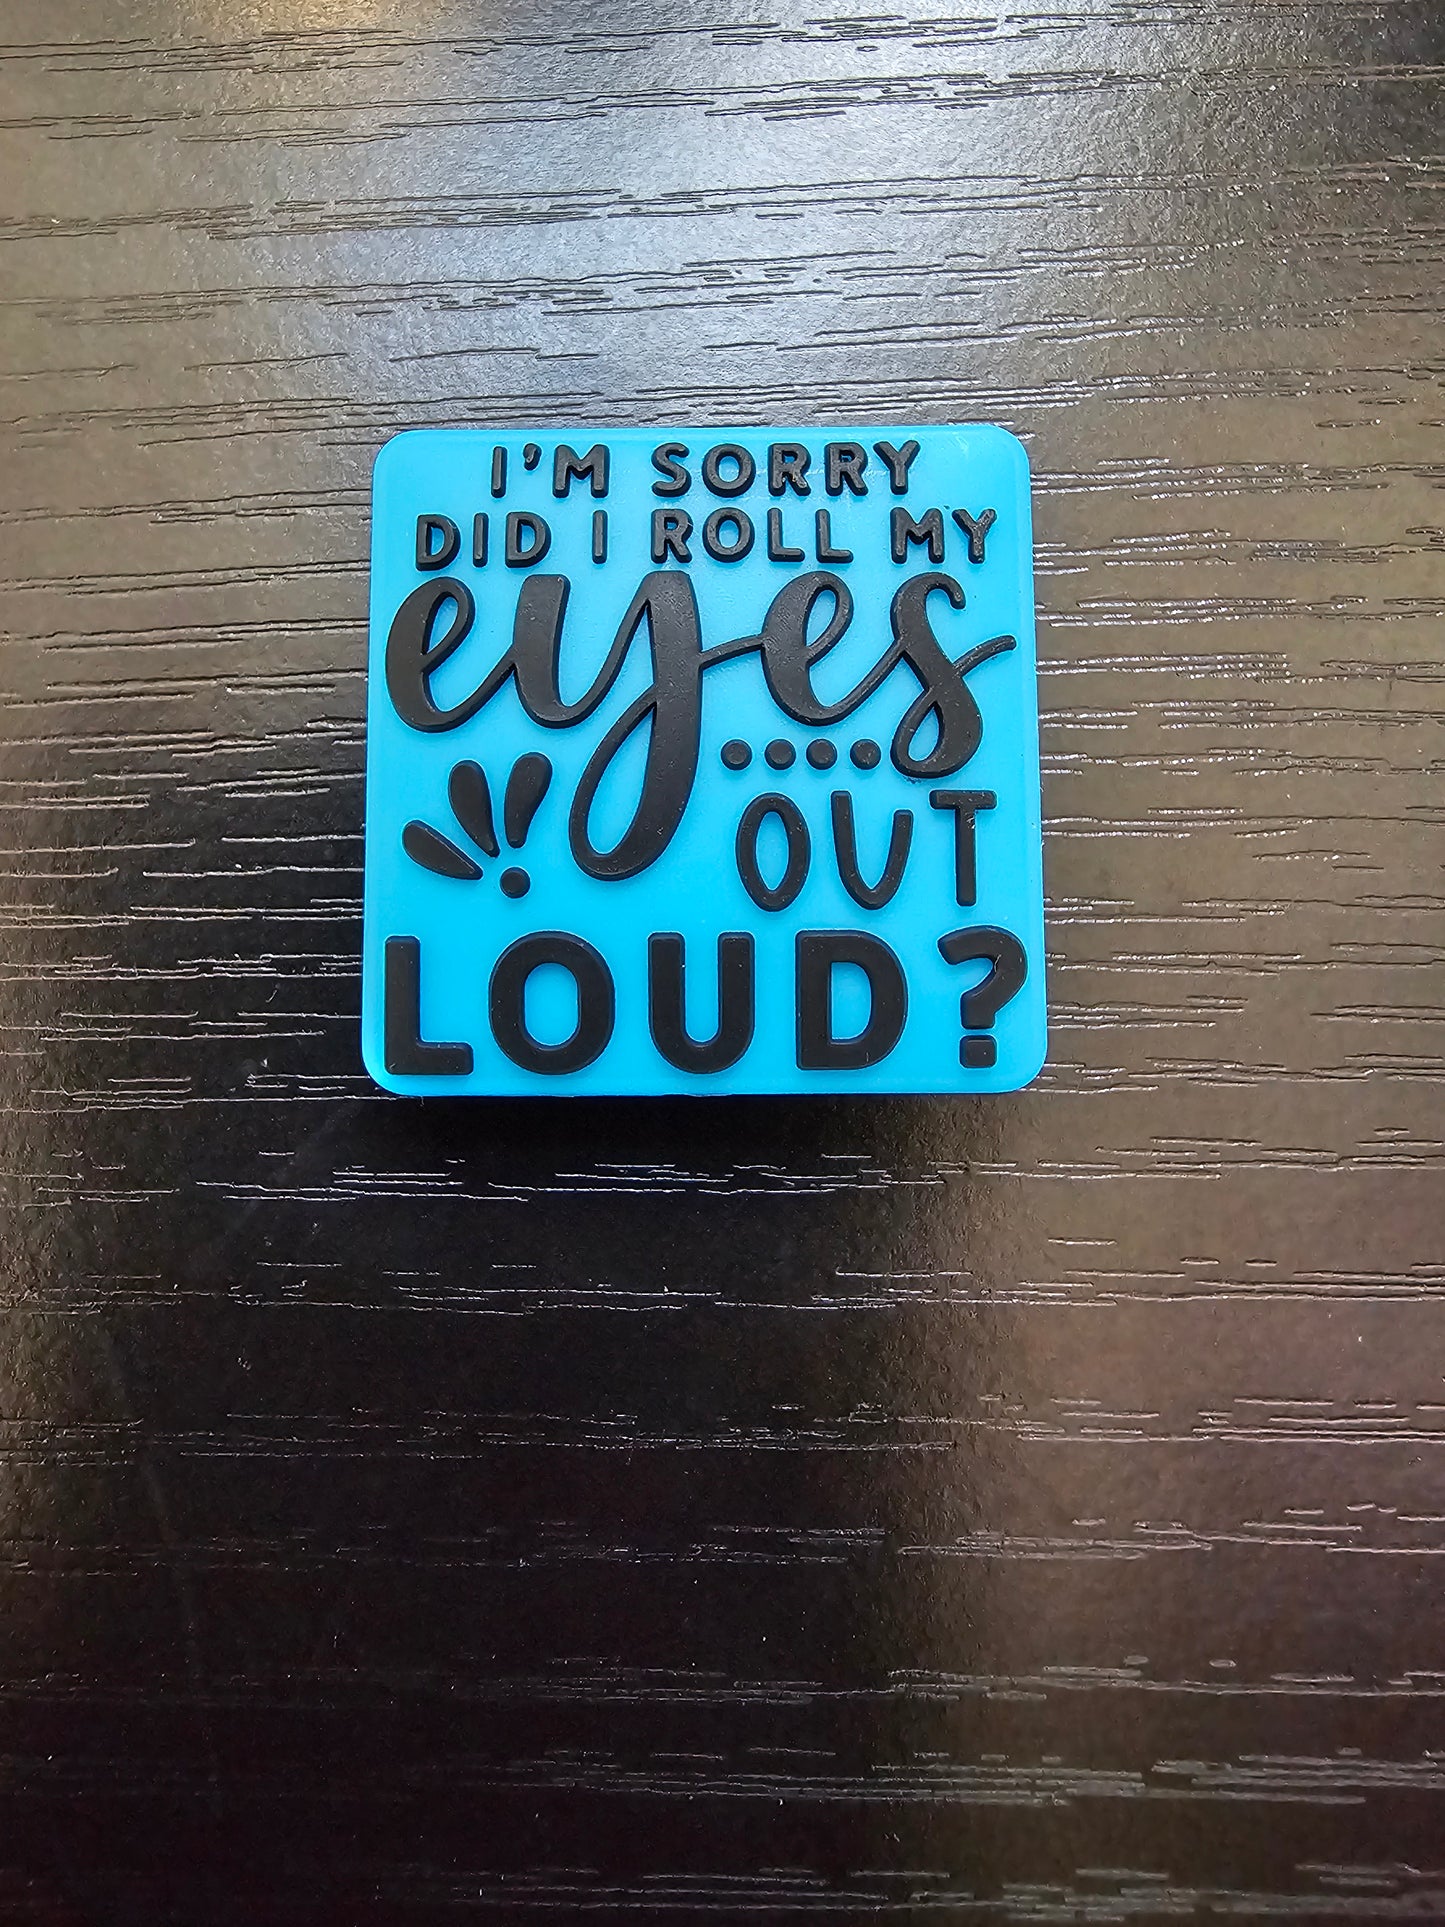 I'M SORRY
DID I ROLL MY
eyes
OUT
LOUD?